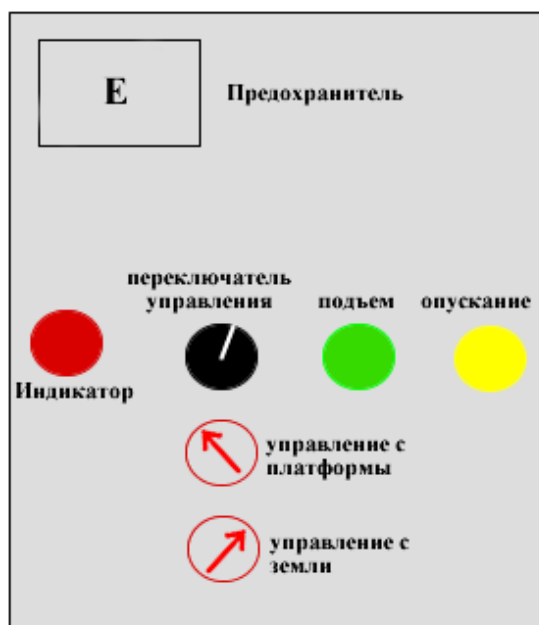 E
Предохранитель
переключатель
управления
подъем
опускание
Индикатор
управление с
платформы
управление с
земли